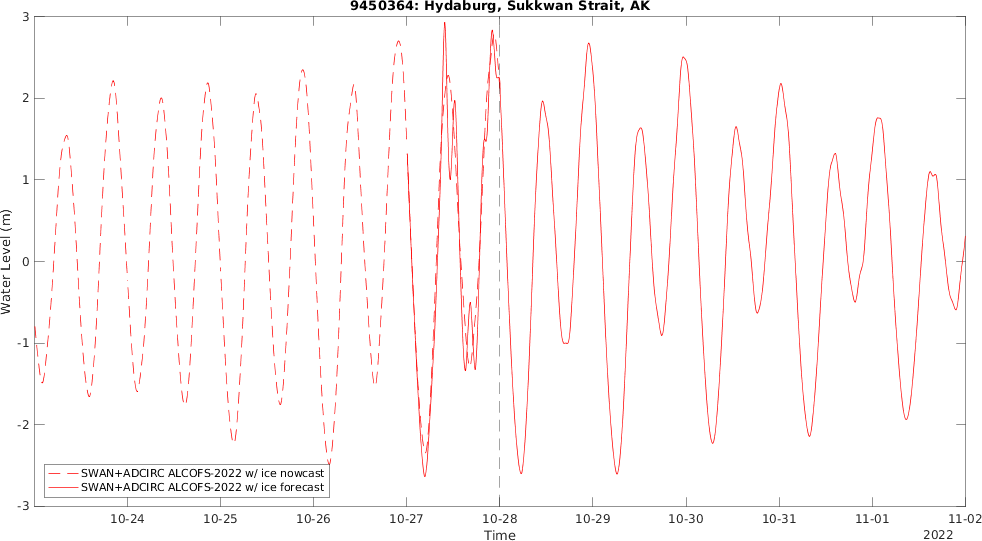 9450364: Hydaburg, Sukkwan Strait, AK
3
2
1
0
-1
-2
-3
Water Level (m)
SWAN+ADCIRC ALCOFS-2022 w/ ice nowcast
SWAN+ADCIRC ALCOFS-2022 w/ ice forecast
10-24 10-25 10-26 10-27 10-28 10-29 10-30 10-31 11-01 11-02
Time
2022